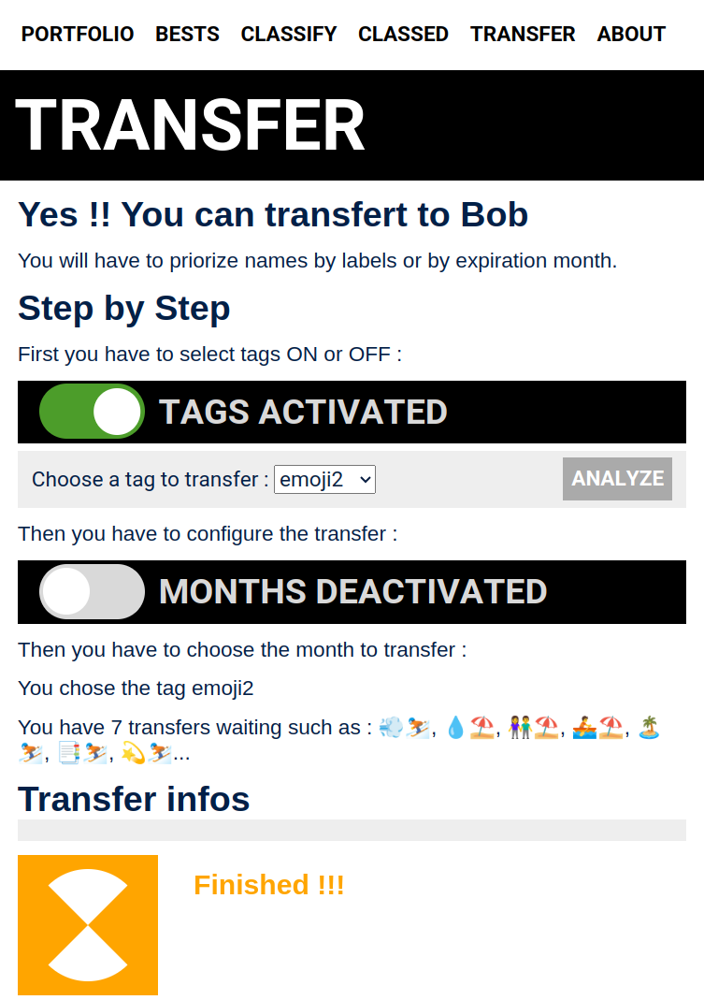 PORTFOLIO BESTS CLASSIFY CLASSED TRANSFER ABOUT
TRANSFER
Yes !! You can transfert to Bob
You will have to priorize names by labels or by expiration month.
Step by Step
First you have to select tags ON or OFF :
TAGS ACTIVATED
Choose a tag to transfer : emoji2 ANALYZE
Then you have to configure the transfer :
MONTHS DEACTIVATED
Then you have to choose the month to transfer :
You chose the tag emoji2
You have 7 transfers waiting such as : 💨⛷️, 💧⛱️, 👫⛱️, 🚣⛱️, 🏝️
⛷️, 📑⛷️, 💫⛷️...
Transfer infos
Finished !!!